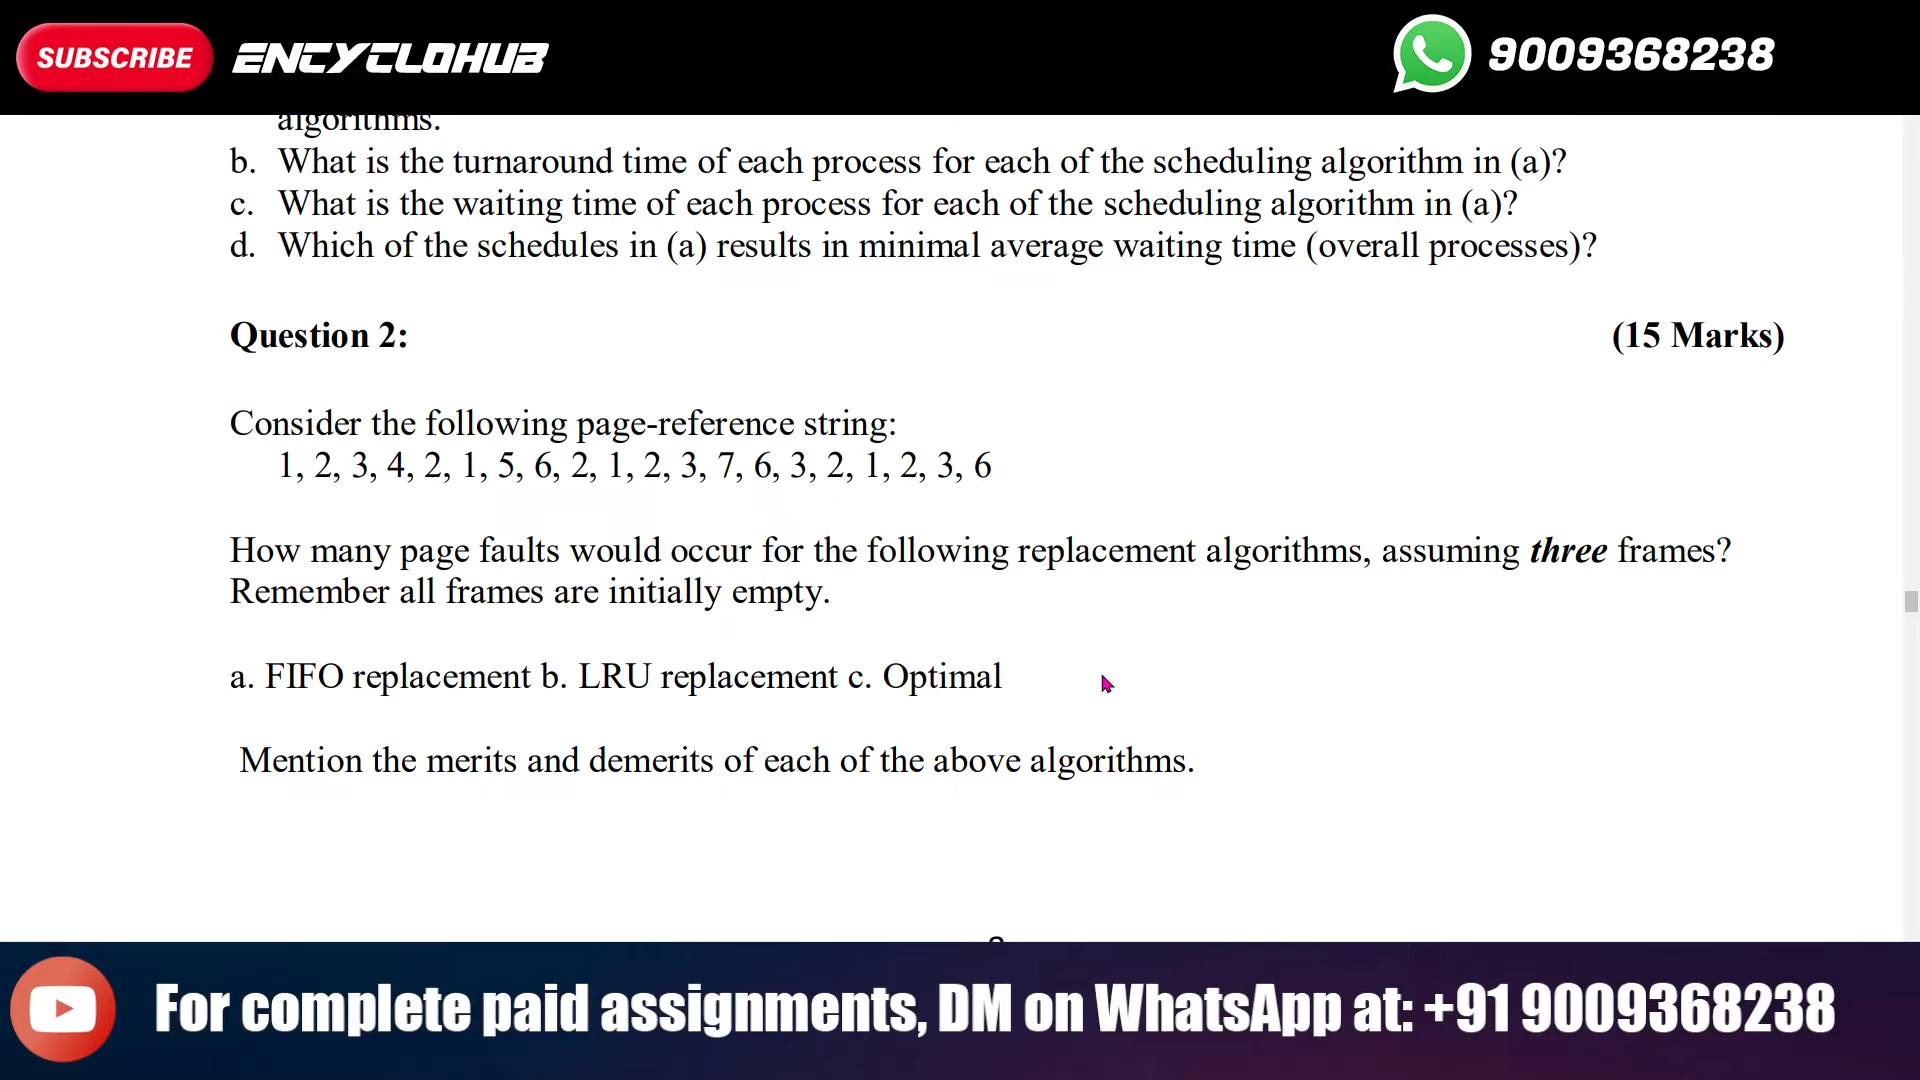 SUBSCRIBE ENCYCLOHUB 9009368238
algorithms.
b. What is the turnaround time of each process for each of the scheduling algorithm in (a)?
c. What is the waiting time of each process for each of the scheduling algorithm in (a)?
d. Which of the schedules in (a) results in minimal average waiting time (overall processes)?
Question 2: (15 Marks)
Consider the following page-reference string:
1, 2, 3, 4, 2, 1, 5, 6, 2, 1, 2, 3, 7, 6, 3, 2, 1, 2, 3, 6
How many page faults would occur for the following replacement algorithms, assuming three frames?
Remember all frames are initially empty.
a. FIFO replacement b. LRU replacement c. Optimal
Mention the merits and demerits of each of the above algorithms.
For complete paid assignments, DM on WhatsApp at: +91 9009368238